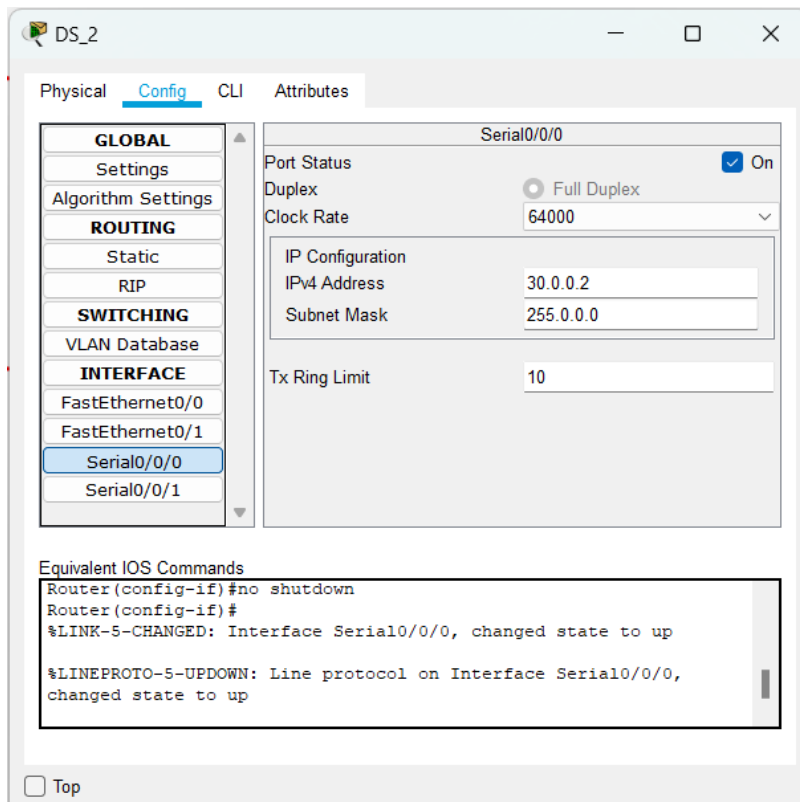 DS_2
Physical Config CLI Attributes
GLOBAL
Settings
Algorithm Settings
ROUTING
Static
RIP
SWITCHING
VLAN Database
INTERFACE
FastEthernet0/0
FastEthernet0/1
Serial0/0/0
Serial0/0/1
Serial0/0/0
Port Status On
Duplex Full Duplex
Clock Rate 64000
IP Configuration
IPv4 Address 30.0.0.2
Subnet Mask 255.0.0.0
Tx Ring Limit 10
Equivalent IOS Commands
Router(config-if)#no shutdown
Router(config-if)#
%LINK-5-CHANGED: Interface Serial0/0/0, changed state to up
%LINEPROTO-5-UPDOWN: Line protocol on Interface Serial0/0/0,
changed state to up
Top